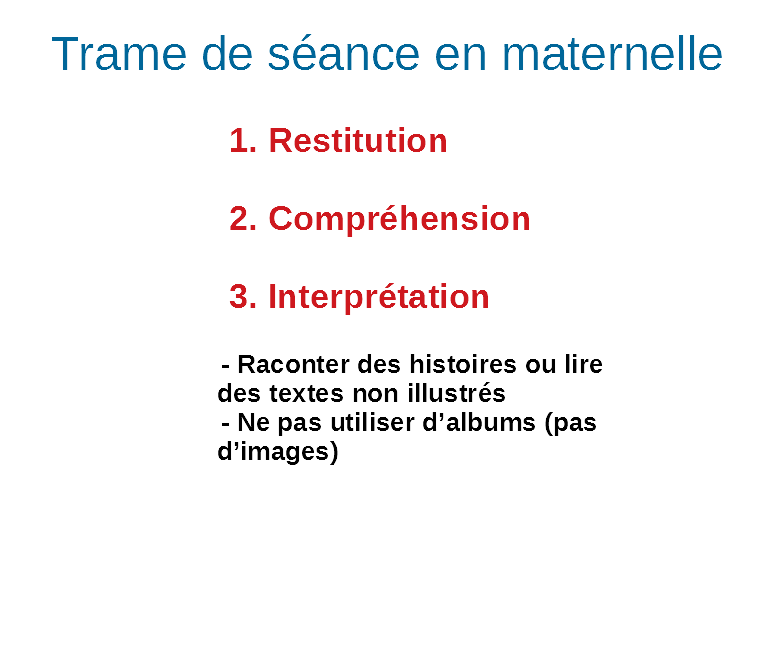 Trame de séance en maternelle
1. Restitution
2. Compréhension
3. Interprétation
- Raconter des histoires ou lire
des textes non illustrés
- Ne pas utiliser d’albums (pas
d’images)